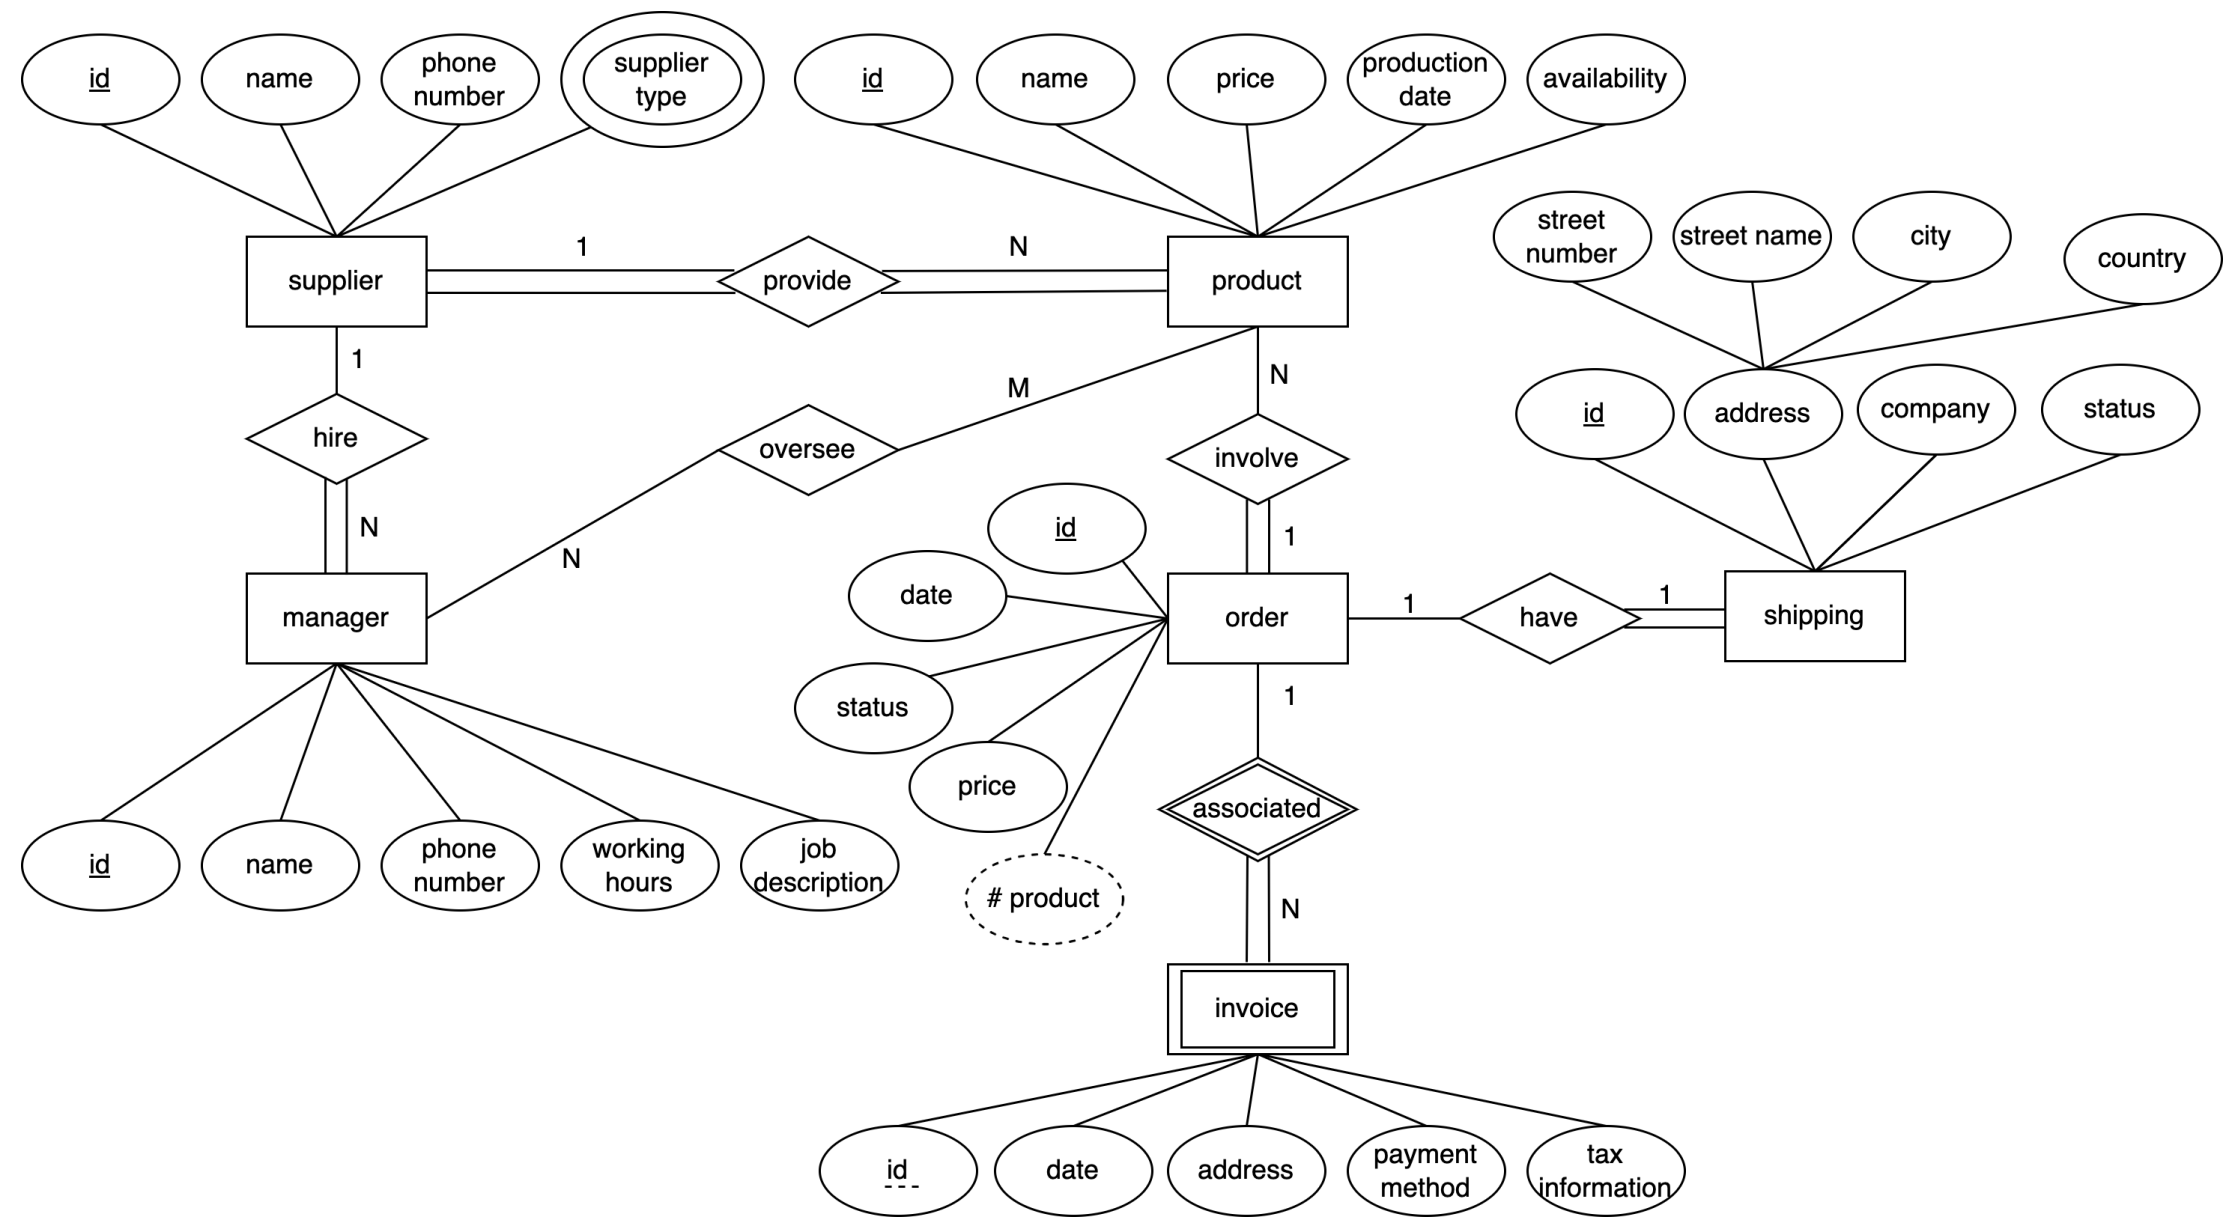 id
name
phone
number
supplier
type
id
name
price
production
date
availability
street
number
street name
city
country
supplier
1
provide
N
product
1
M
N
id
address
company
status
hire
oversee
involve
N
N
id
1
date
manager
order
1
have
1
shipping
status
1
price
associated
id
name
phone
number
working
hours
job
description
# product
N
invoice
id
date
address
payment
method
tax
information